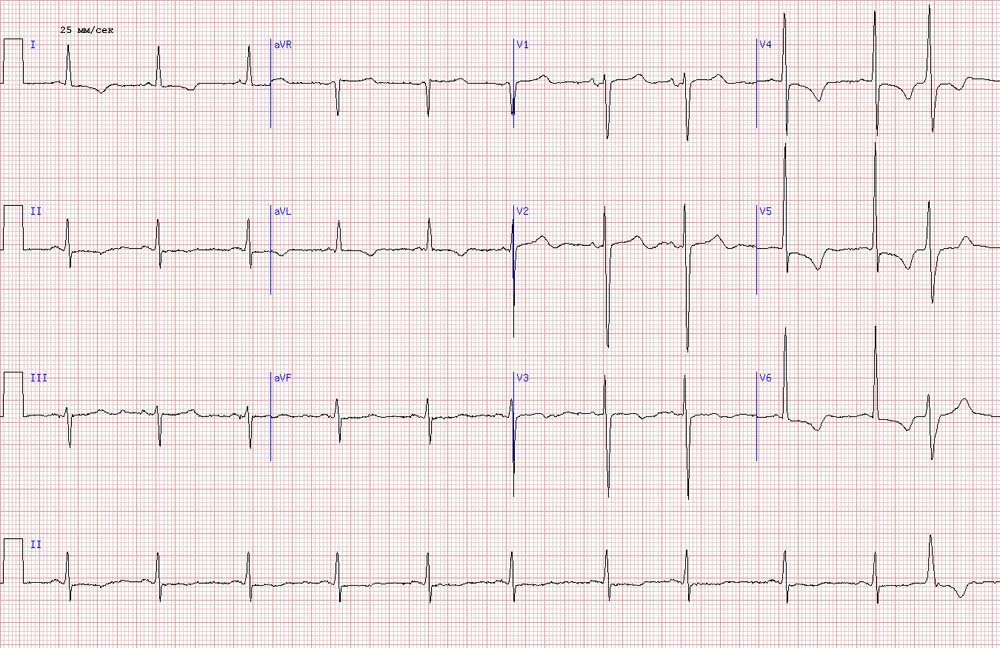 25 мм/сек
I aVR V1 V4
II aVL V2 V5
III aVF V3 V6
II